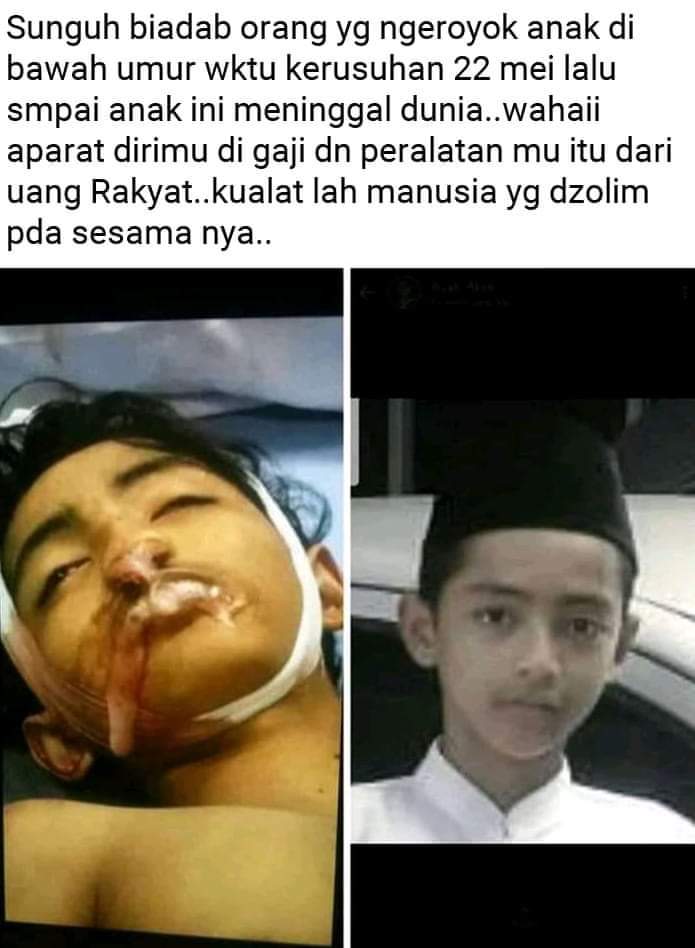 Sunguh biadab orang yg ngeroyok anak di
bawah umur wktu kerusuhan 22 mei lalu
smpai anak ini meninggal dunia..wahaii
aparat dirimu di gaji dn peralatan mu itu dari
uang Rakyat..kualat lah manusia yg dzolim
pda sesama nya..